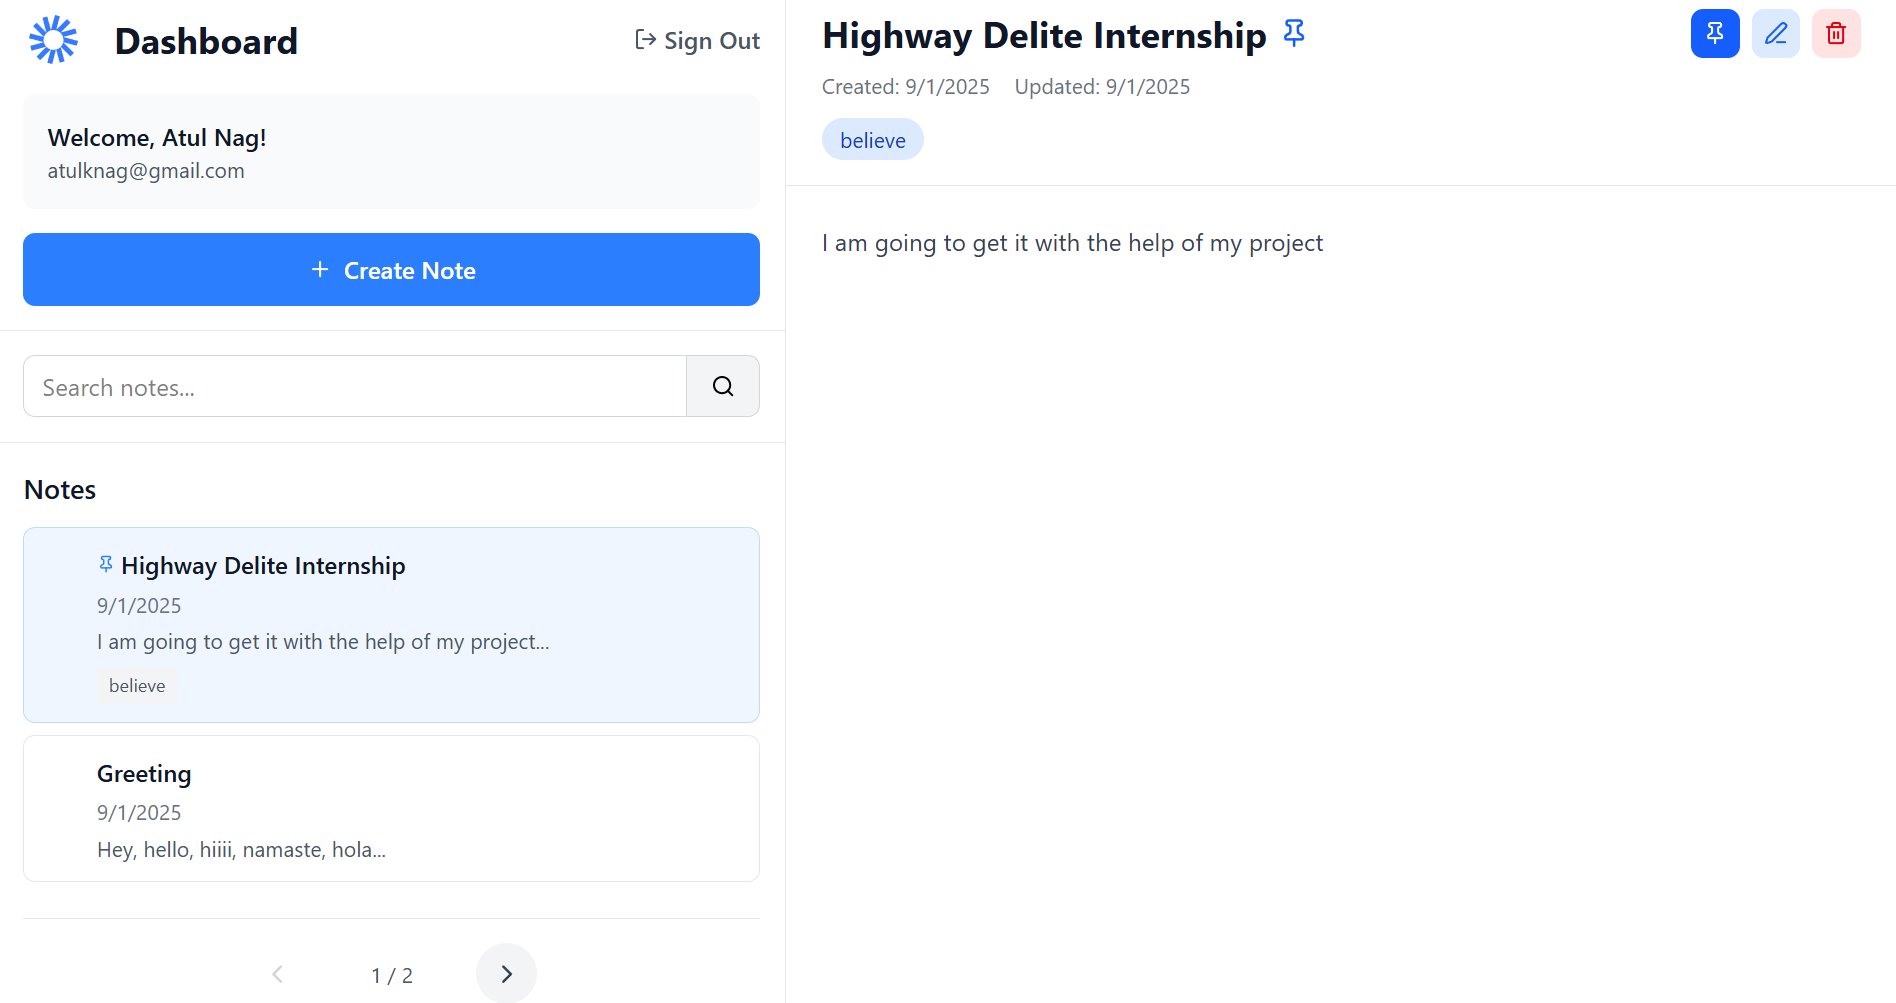 Dashboard
Sign Out
Welcome, Atul Nag!
atulknag@gmail.com
+ Create Note
Search notes...
Notes
Highway Delite Internship
9/1/2025
I am going to get it with the help of my project...
believe
Greeting
9/1/2025
Hey, hello, hiiii, namaste, hola...
1 / 2
Highway Delite Internship
Created: 9/1/2025 Updated: 9/1/2025
believe
I am going to get it with the help of my project